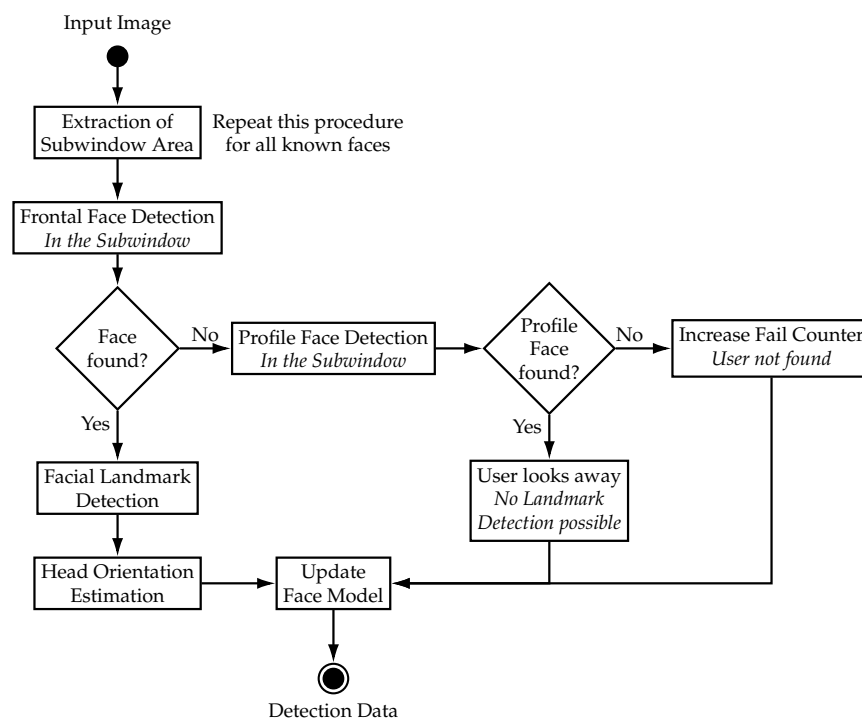 Input Image
Extraction of
Subwindow Area
Repeat this procedure
for all known faces
Frontal Face Detection
In the Subwindow
Face
found?
No
Profile Face Detection
In the Subwindow
Profile
Face
found?
No
Increase Fail Counter
User not found
Yes
Facial Landmark
Detection
Yes
User looks away
No Landmark
Detection possible
Head Orientation
Estimation
Update
Face Model
Detection Data